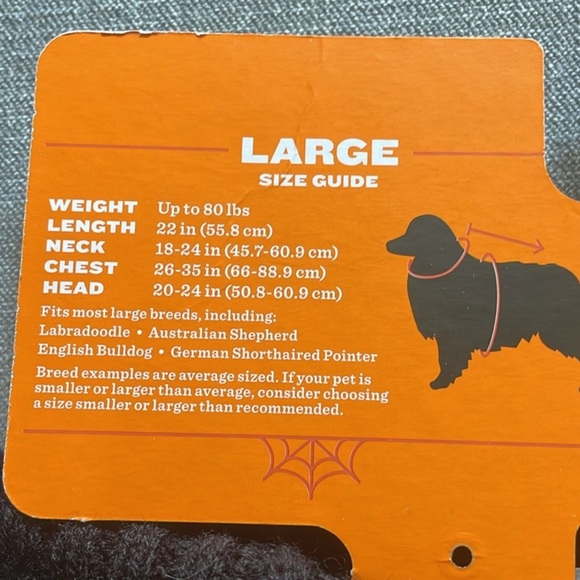 LARGE
SIZE GUIDE
WEIGHT Up to 80 lbs
LENGTH 22 in (55.8 cm)
NECK 18-24 in (45.7-60.9 cm)
CHEST 26-35 in (66-88.9 cm)
HEAD 20-24 in (50.8-60.9 cm)
Fits most large breeds, including:
Labradoodle • Australian Shepherd
English Bulldog • German Shorthaired Pointer
Breed examples are average sized. If your pet is
smaller or larger than average, consider choosing
a size smaller or larger than recommended.